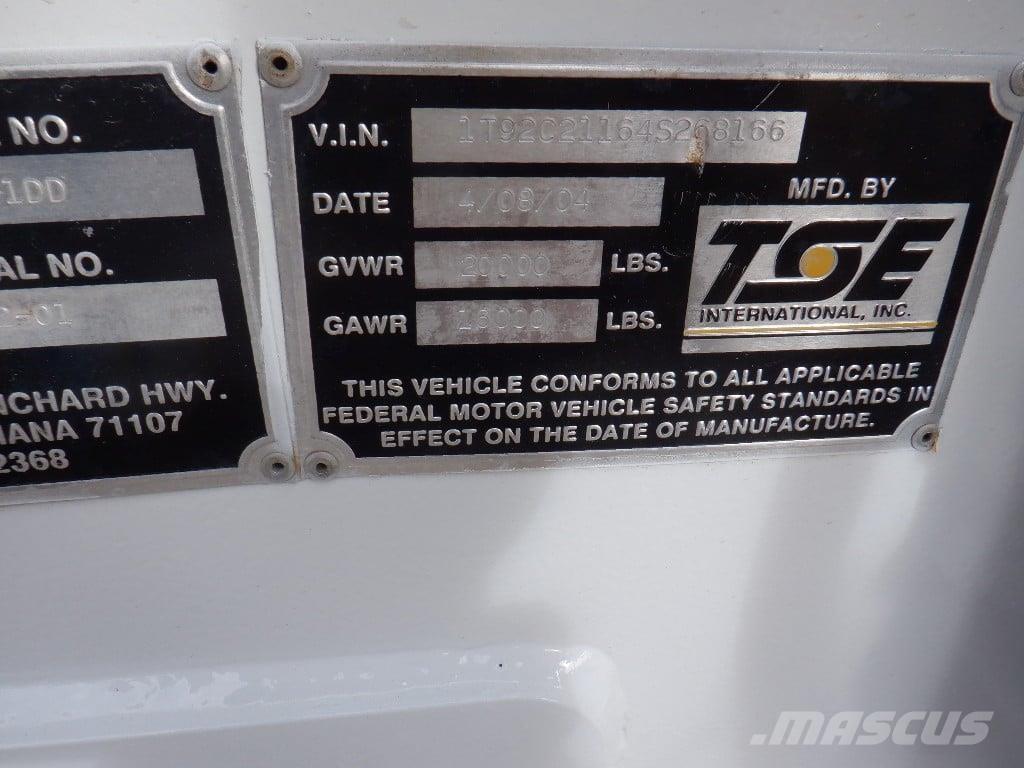 L NO.
1DD
AL NO.
2-01
NCHARD HWY.
IANA 71107
2368
V.I.N. 1T92C21164S268166
DATE 4/08/04
GVWR 20000 LBS.
GAWR 18000 LBS.
MFD. BY
TSE
INTERNATIONAL, INC.
THIS VEHICLE CONFORMS TO ALL APPLICABLE
FEDERAL MOTOR VEHICLE SAFETY STANDARDS IN
EFFECT ON THE DATE OF MANUFACTURE.
MASCUS